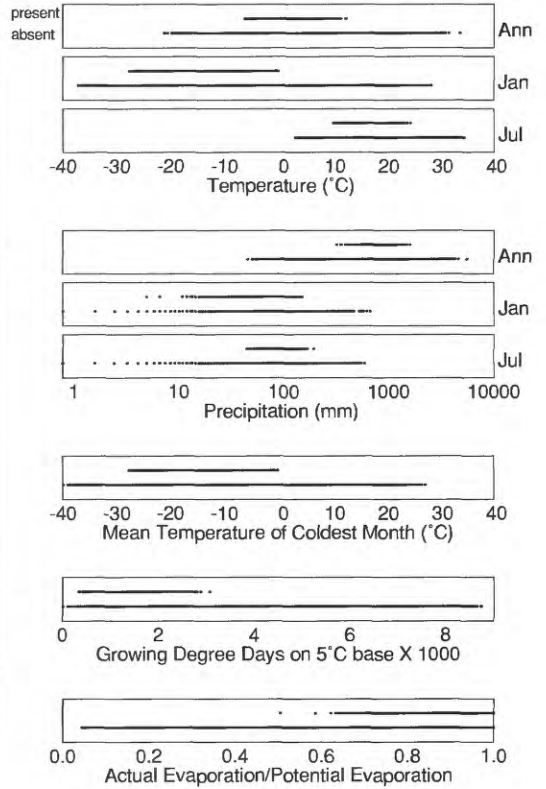 present
absent
Ann
Jan
Jul
-40 -30 -20 -10 0 10 20 30 40
Temperature (˚C)
Ann
Jan
Jul
1 10 100 1000 10000
Precipitation (mm)
-40 -30 -20 -10 0 10 20 30 40
Mean Temperature of Coldest Month (˚C)
0 2 4 6 8
Growing Degree Days on 5˚C base X 1000
0.0 0.2 0.4 0.6 0.8 1.0
Actual Evaporation/Potential Evaporation